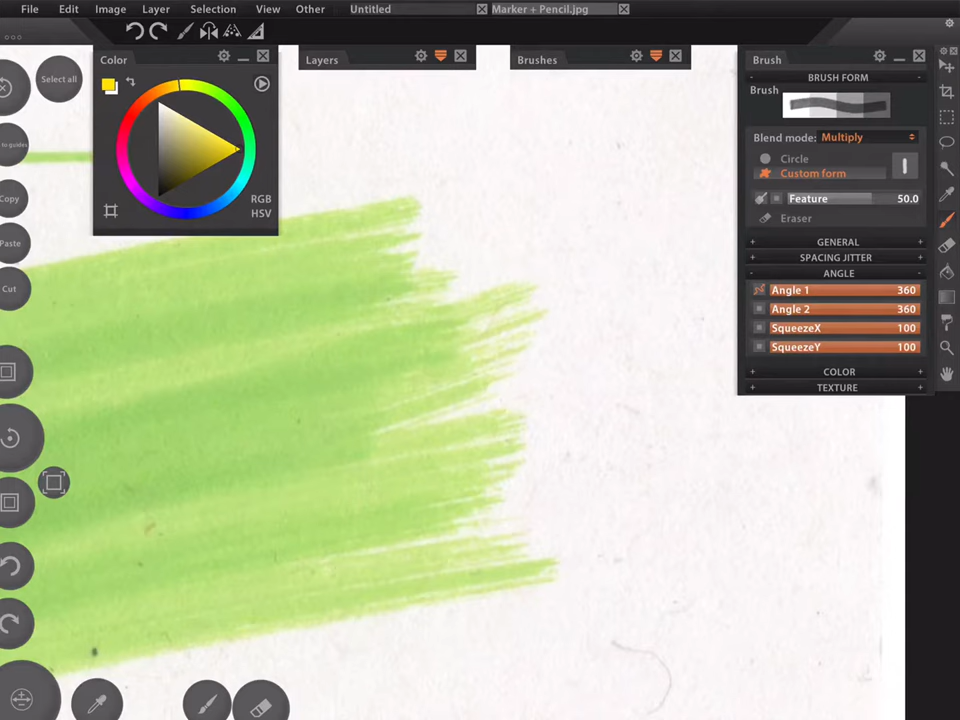 File Edit Image Layer Selection View Other Untitled Marker + Pencil.jpg
Select all
to guides
Copy
Paste
Cut
Color
RGB
HSV
Layers
Brushes
Brush
- BRUSH FORM -
Brush
Blend mode: Multiply
Circle
Custom form
Feature 50.0
Eraser
+ GENERAL +
+ SPACING JITTER +
- ANGLE -
Angle 1 360
Angle 2 360
SqueezeX 100
SqueezeY 100
+ COLOR +
+ TEXTURE +